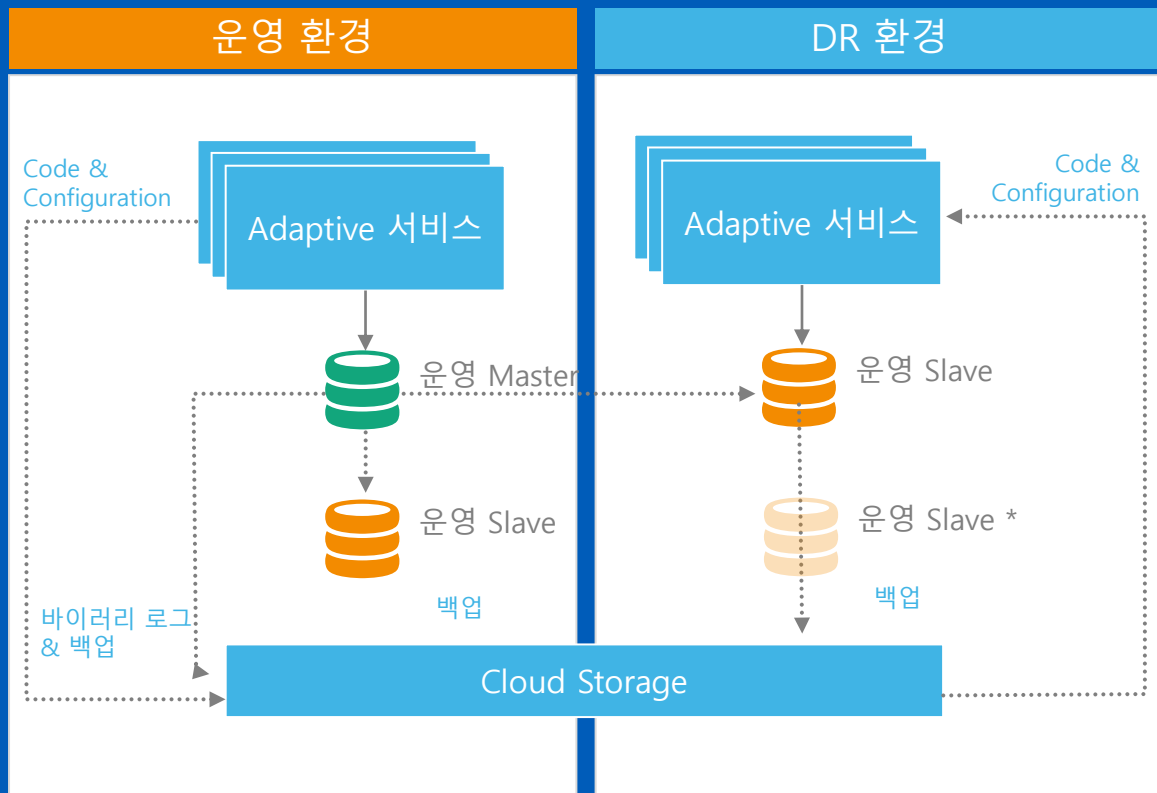 운영 환경
DR 환경
Code &
Configuration
Adaptive 서비스
Adaptive 서비스
Code &
Configuration
운영 Master
운영 Slave
운영 Slave
운영 Slave *
바이러리 로그
& 백업
백업
백업
Cloud Storage